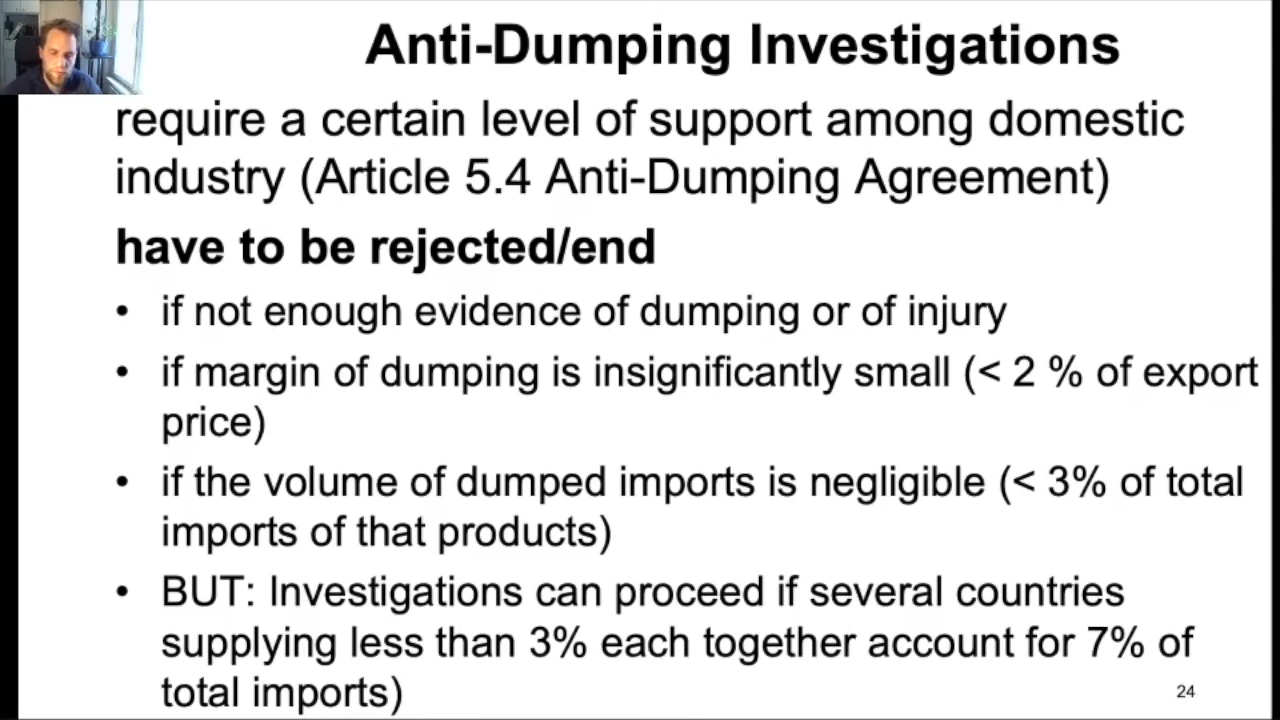 Anti-Dumping Investigations
require a certain level of support among domestic
industry (Article 5.4 Anti-Dumping Agreement)
have to be rejected/end
• if not enough evidence of dumping or of injury
• if margin of dumping is insignificantly small (< 2 % of export
price)
• if the volume of dumped imports is negligible (< 3% of total
imports of that products)
• BUT: Investigations can proceed if several countries
supplying less than 3% each together account for 7% of
total imports)
24